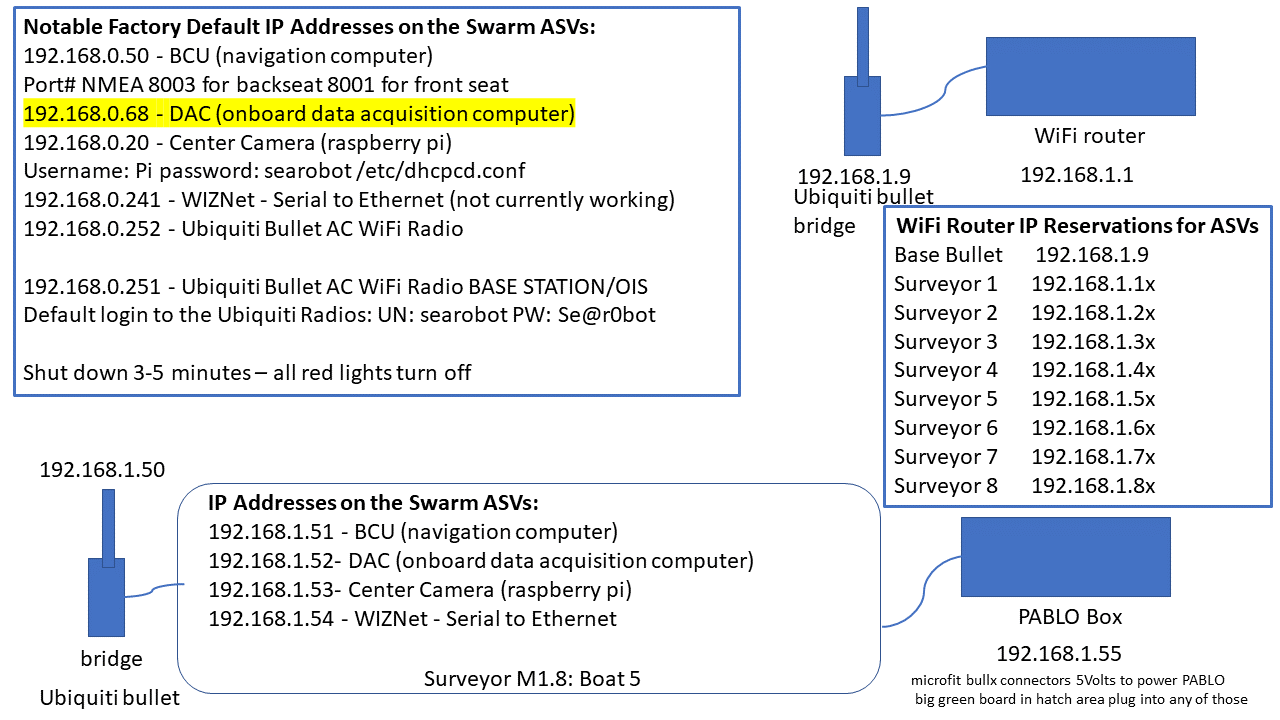 Notable Factory Default IP Addresses on the Swarm ASVs:
192.168.0.50 - BCU (navigation computer)
Port# NMEA 8003 for backseat 8001 for front seat
192.168.0.68 - DAC (onboard data acquisition computer)
192.168.0.20 - Center Camera (raspberry pi)
Username: Pi password: searobot /etc/dhcpcd.conf
192.168.0.241 - WIZNet - Serial to Ethernet (not currently working)
192.168.0.252 - Ubiquiti Bullet AC WiFi Radio
192.168.0.251 - Ubiquiti Bullet AC WiFi Radio BASE STATION/OIS
Default login to the Ubiquiti Radios: UN: searobot PW: Se@r0bot
Shut down 3-5 minutes – all red lights turn off
192.168.1.9
Ubiquiti bullet
bridge
WiFi router
192.168.1.1
WiFi Router IP Reservations for ASVs
Base Bullet 192.168.1.9
Surveyor 1 192.168.1.1x
Surveyor 2 192.168.1.2x
Surveyor 3 192.168.1.3x
Surveyor 4 192.168.1.4x
Surveyor 5 192.168.1.5x
Surveyor 6 192.168.1.6x
Surveyor 7 192.168.1.7x
Surveyor 8 192.168.1.8x
192.168.1.50
bridge
Ubiquiti bullet
IP Addresses on the Swarm ASVs:
192.168.1.51 - BCU (navigation computer)
192.168.1.52- DAC (onboard data acquisition computer)
192.168.1.53- Center Camera (raspberry pi)
192.168.1.54 - WIZNet - Serial to Ethernet
Surveyor M1.8: Boat 5
PABLO Box
192.168.1.55
microfit bullx connectors 5Volts to power PABLO
big green board in hatch area plug into any of those